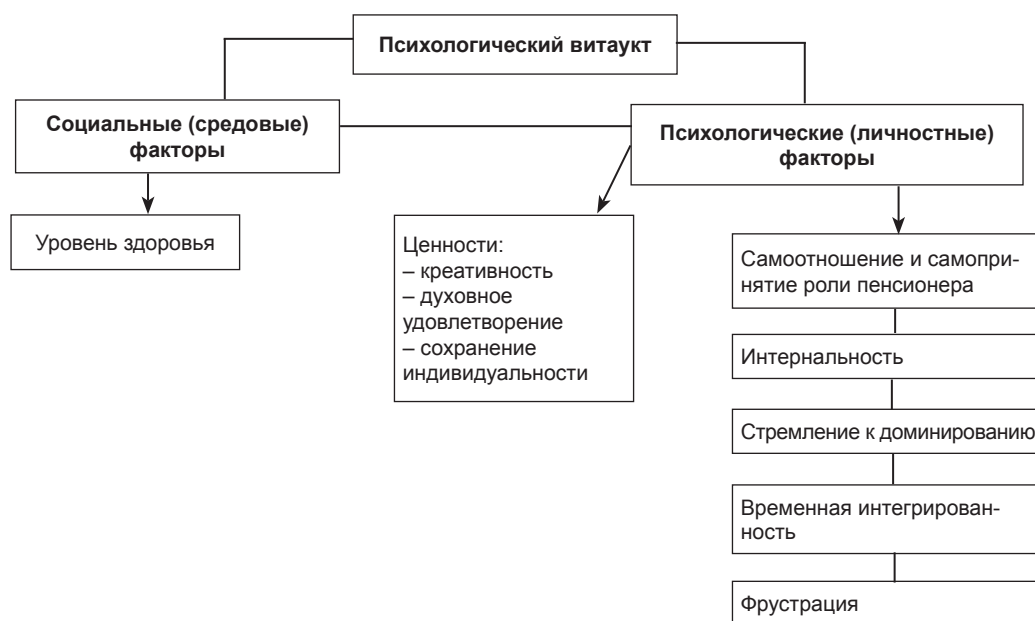 Психологический витаукт
Социальные (средовые)
факторы
Психологические (личностные)
факторы
Уровень здоровья
Ценности:
– креативность
– духовное
удовлетворение
– сохранение
индивидуальности
Самоотношение и самопри-
нятие роли пенсионера
Интернальность
Стремление к доминированию
Временная интегрирован-
ность
Фрустрация